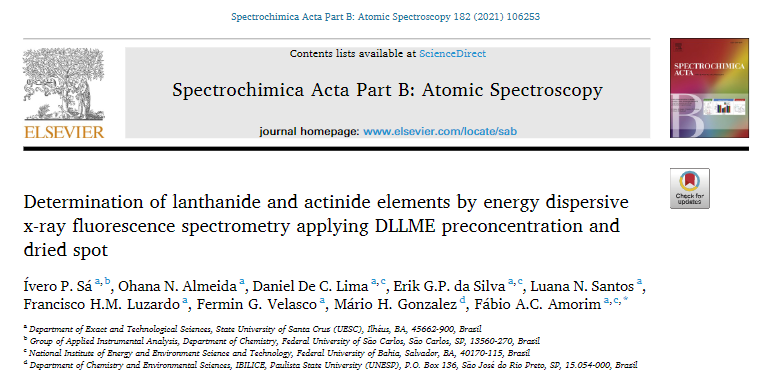 Spectrochimica Acta Part B: Atomic Spectroscopy 182 (2021) 106253
Contents lists available at ScienceDirect
Spectrochimica Acta Part B: Atomic Spectroscopy
journal homepage: www.elsevier.com/locate/sab
ELSEVIER
SPECTROCHIMICA
ACTA
B
Check for
updates
Determination of lanthanide and actinide elements by energy dispersive
x-ray fluorescence spectrometry applying DLLME preconcentration and
dried spot
Ívero P. Sá a,b, Ohana N. Almeida a, Daniel De C. Lima a,c, Erik G.P. da Silva a,c, Luana N. Santos a,
Francisco H.M. Luzardo a, Fermin G. Velasco a, Mário H. Gonzalez d, Fábio A.C. Amorim a,c,*
a Department of Exact and Technological Sciences, State University of Santa Cruz (UESC), Ilhéus, BA, 45662-900, Brasil
b Group of Applied Instrumental Analysis, Department of Chemistry, Federal University of São Carlos, São Carlos, SP, 13560-270, Brasil
c National Institute of Energy and Environment Science and Technology, Federal University of Bahia, Salvador, BA, 40170-115, Brasil
d Department of Chemistry and Environmental Sciences, IBILICE, Paulista State University (UNESP), P.O. Box 136, São José do Rio Preto, SP, 15.054-000, Brasil